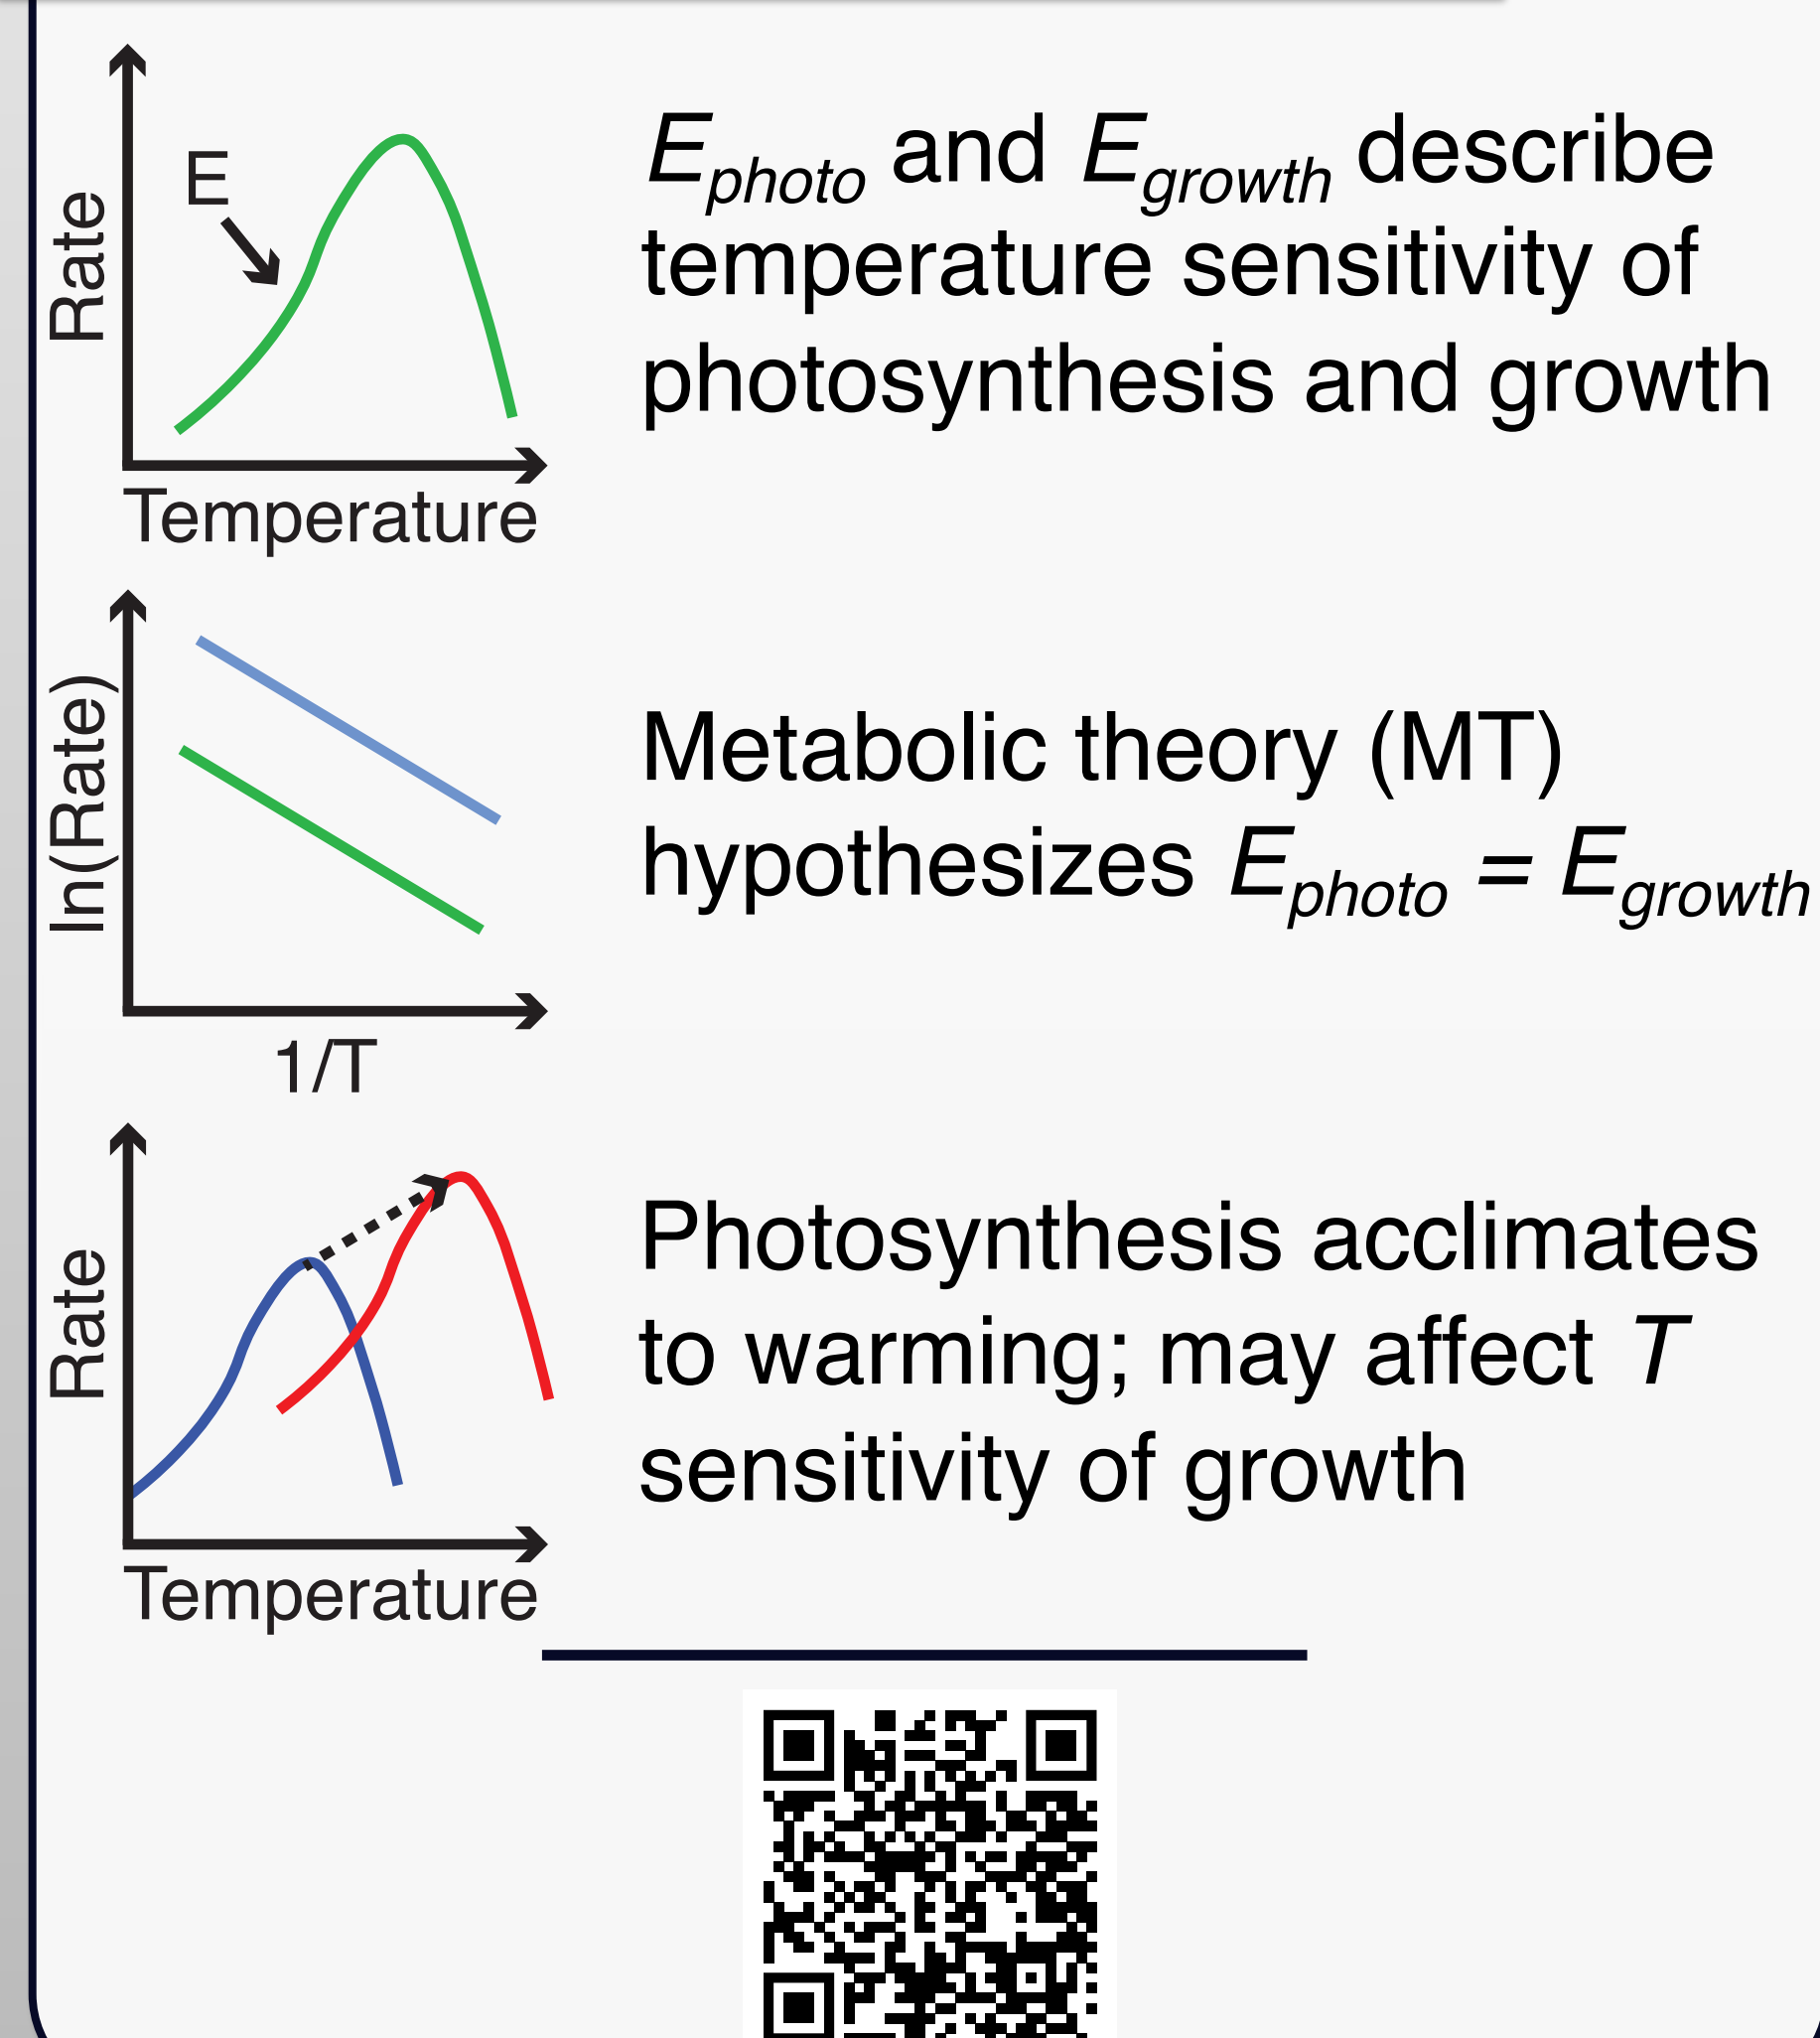 E
Rate
Temperature
E_photo and E_growth describe
temperature sensitivity of
photosynthesis and growth
ln(Rate)
1/T
Metabolic theory (MT)
hypothesizes E_photo = E_growth
Rate
Temperature
Photosynthesis acclimates
to warming; may affect T
sensitivity of growth